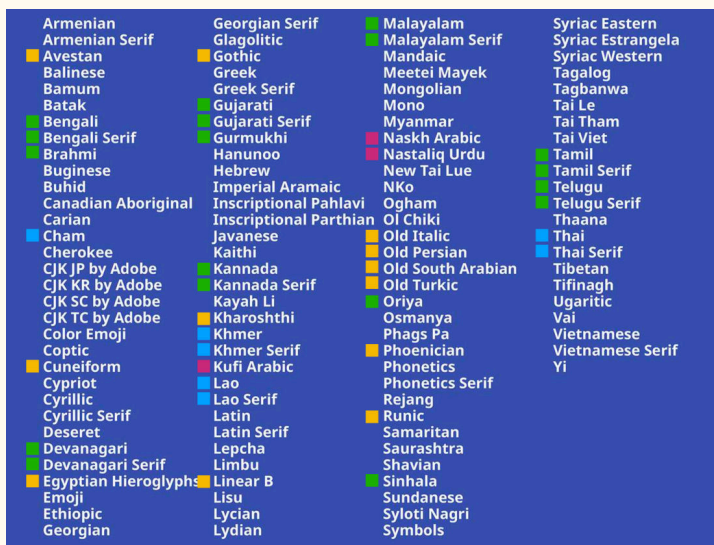 Armenian
Armenian Serif
Avestan
Balinese
Bamum
Batak
Bengali
Bengali Serif
Brahmi
Buginese
Buhid
Canadian Aboriginal
Carian
Cham
Cherokee
CJK JP by Adobe
CJK KR by Adobe
CJK SC by Adobe
CJK TC by Adobe
Color Emoji
Coptic
Cuneiform
Cypriot
Cyrillic
Cyrillic Serif
Deseret
Devanagari
Devanagari Serif
Egyptian Hieroglyphs
Emoji
Ethiopic
Georgian
Georgian Serif
Glagolitic
Gothic
Greek
Greek Serif
Gujarati
Gujarati Serif
Gurmukhi
Hanunoo
Hebrew
Imperial Aramaic
Inscriptional Pahlavi
Inscriptional Parthian
Javanese
Kaithi
Kannada
Kannada Serif
Kayah Li
Kharoshthi
Khmer
Khmer Serif
Kufi Arabic
Lao
Lao Serif
Latin
Latin Serif
Lepcha
Limbu
Linear B
Lisu
Lycian
Lydian
Malayalam
Malayalam Serif
Mandaic
Meetei Mayek
Mongolian
Mono
Myanmar
Naskh Arabic
Nastaliq Urdu
New Tai Lue
NKo
Ogham
Ol Chiki
Old Italic
Old Persian
Old South Arabian
Old Turkic
Oriya
Osmanya
Phags Pa
Phoenician
Phonetics
Phonetics Serif
Rejang
Runic
Samaritan
Saurashtra
Shavian
Sinhala
Sundanese
Syloti Nagri
Symbols
Syriac Eastern
Syriac Estrangela
Syriac Western
Tagalog
Tagbanwa
Tai Le
Tai Tham
Tai Viet
Tamil
Tamil Serif
Telugu
Telugu Serif
Thaana
Thai
Thai Serif
Tibetan
Tifinagh
Ugaritic
Vai
Vietnamese
Vietnamese Serif
Yi